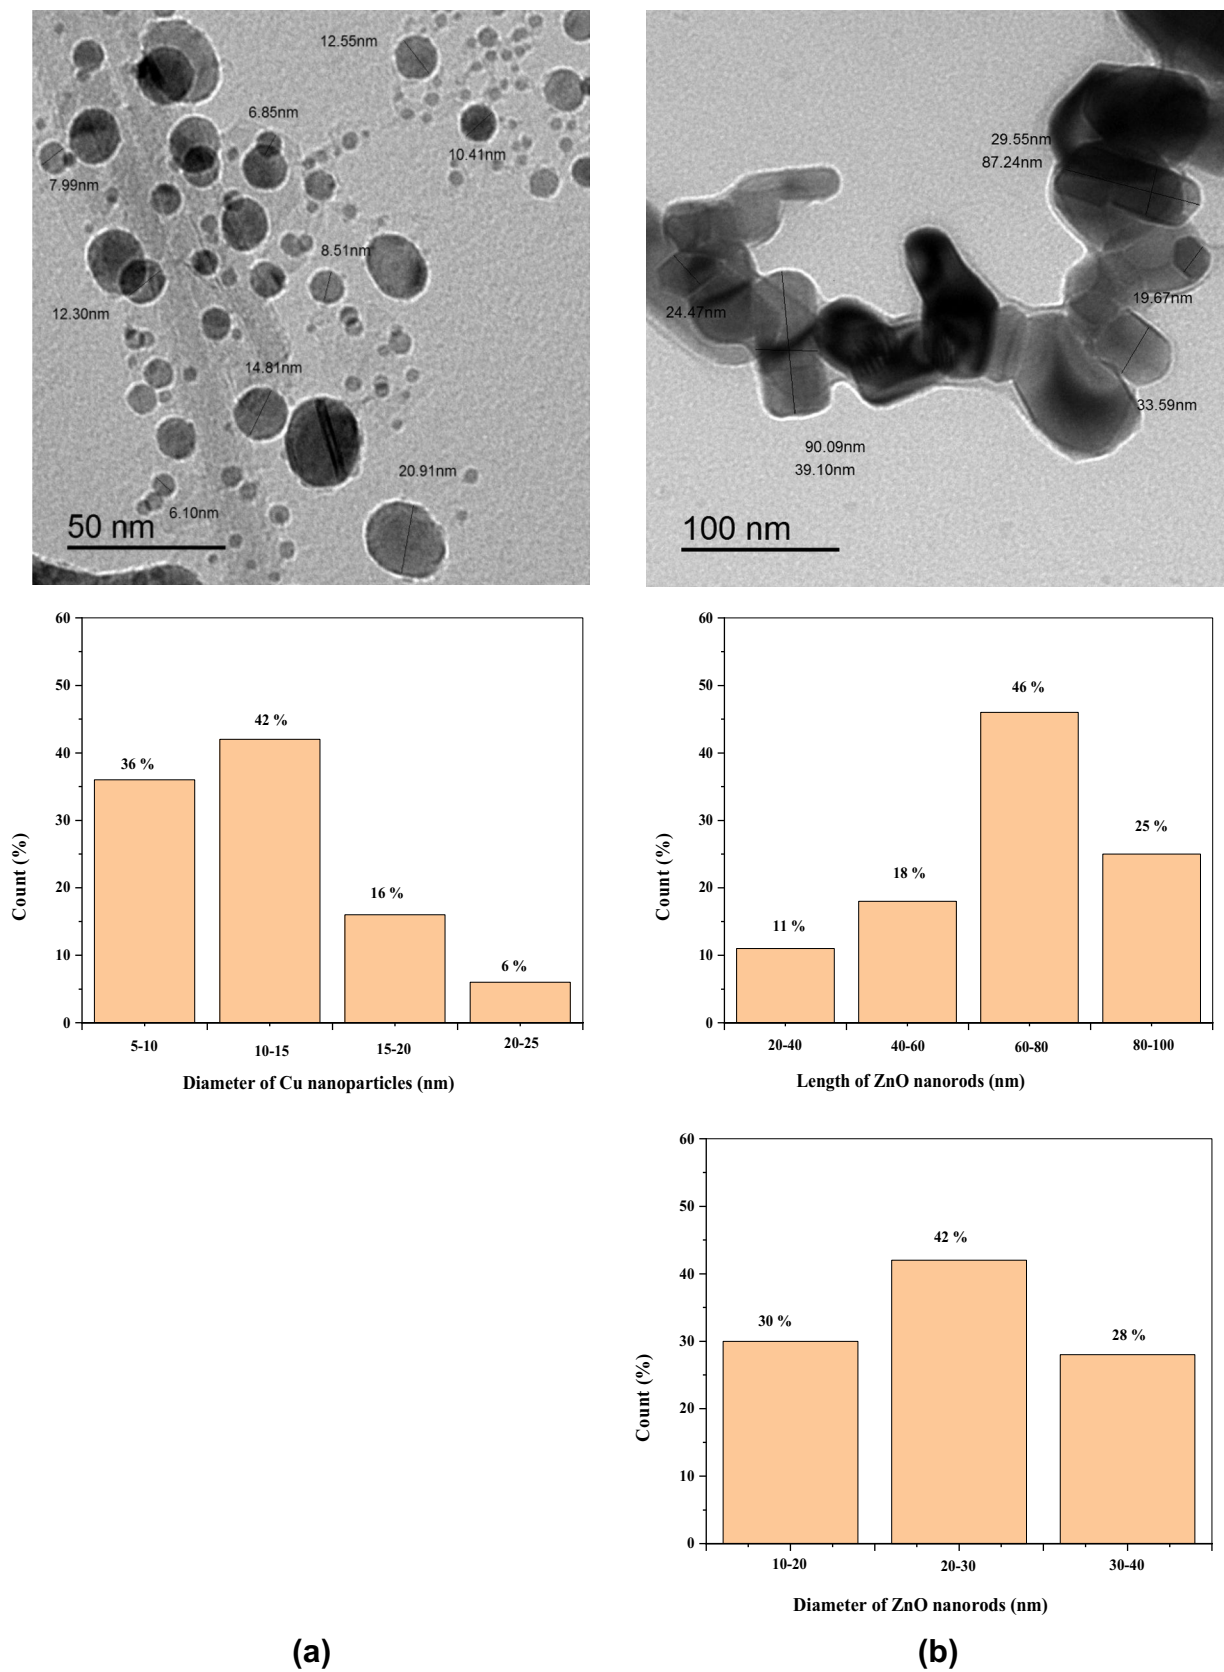 12.55nm
6.85nm
10.41nm
7.99nm
8.51nm
12.30nm
14.81nm
20.91nm
6.10nm
50 nm
29.55nm
87.24nm
24.47nm
19.67nm
33.59nm
90.09nm
39.10nm
100 nm
60
50
40
30
20
10
0
Count (%)
36 %
42 %
16 %
6 %
5-10
10-15
15-20
20-25
Diameter of Cu nanoparticles (nm)
60
50
40
30
20
10
0
Count (%)
11 %
18 %
46 %
25 %
20-40
40-60
60-80
80-100
Length of ZnO nanorods (nm)
60
50
40
30
20
10
0
Count (%)
30 %
42 %
28 %
10-20
20-30
30-40
Diameter of ZnO nanorods (nm)
(a)
(b)